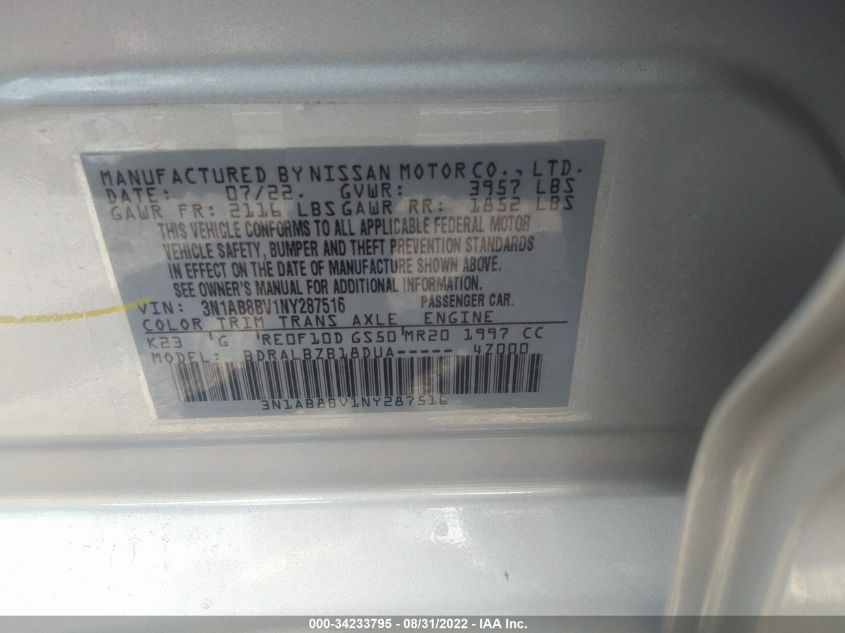 MANUFACTURED BY NISSAN MOTOR CO., LTD.
DATE: 07/22 GVWR: 3957 LBS
GAWR FR: 2116 LBS GAWR RR: 1852 LBS
THIS VEHICLE CONFORMS TO ALL APPLICABLE FEDERAL MOTOR
VEHICLE SAFETY, BUMPER AND THEFT PREVENTION STANDARDS
IN EFFECT ON THE DATE OF MANUFACTURE SHOWN ABOVE.
SEE OWNER'S MANUAL FOR ADDITIONAL INFORMATION.
VIN: 3N1AB8BV1NY287516 PASSENGER CAR.
COLOR TRIM TRANS AXLE ENGINE
K23 'G 'RE0F10D GS50'MR20 1997 CC
MODEL: BDRALBZB18DUA----- 4Z000
3N1AB8BV1NY287516
000-34233795 - 08/31/2022 - IAA Inc.